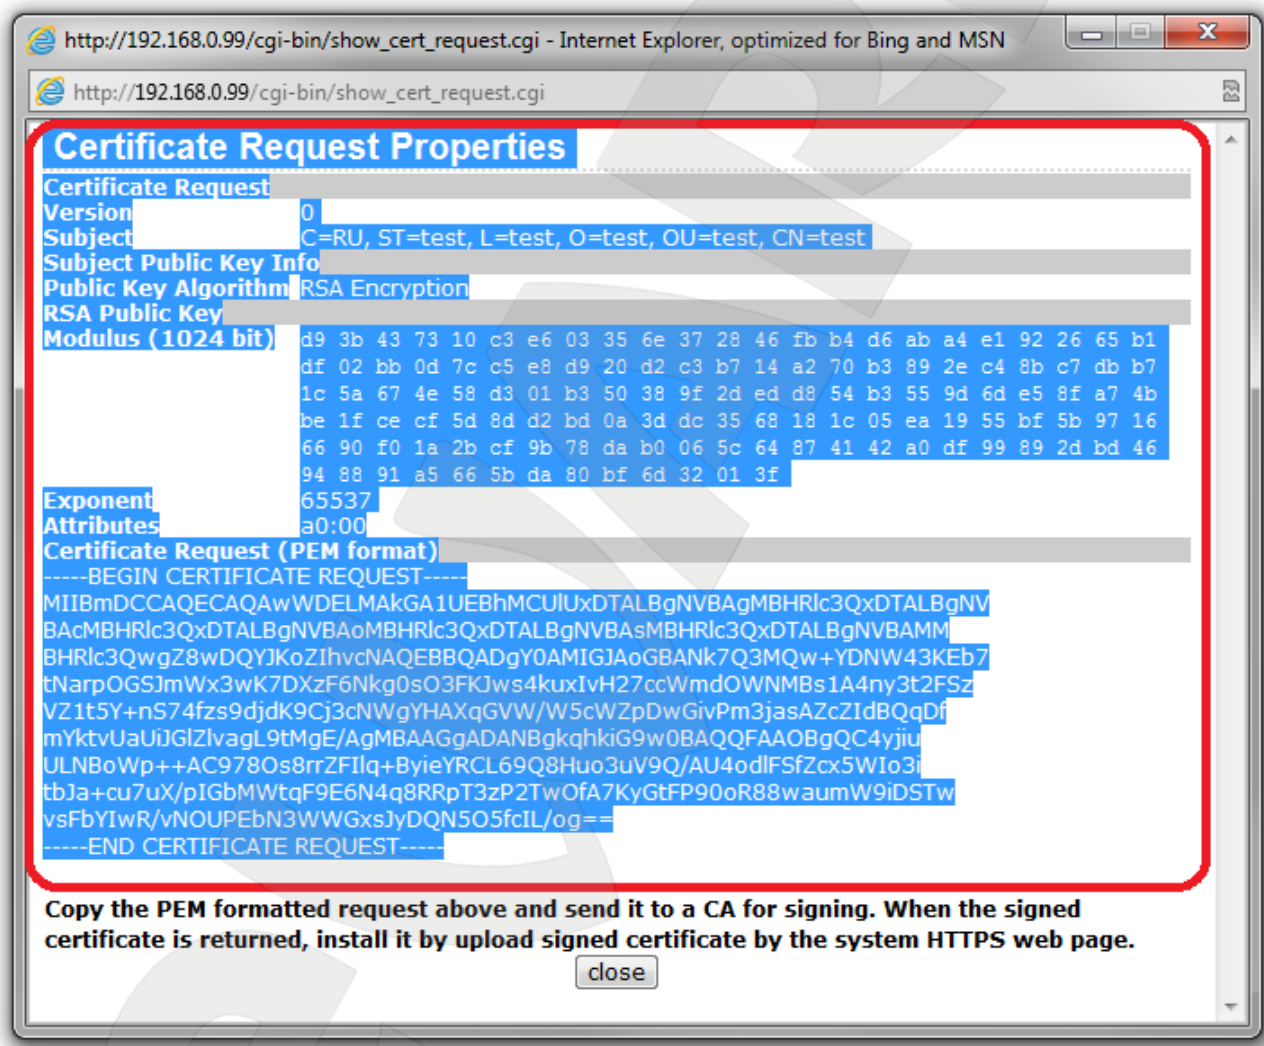 http://192.168.0.99/cgi-bin/show_cert_request.cgi - Internet Explorer, optimized for Bing and MSN
http://192.168.0.99/cgi-bin/show_cert_request.cgi
Certificate Request Properties
Certificate Request
Version 0
Subject C=RU, ST=test, L=test, O=test, OU=test, CN=test
Subject Public Key Info
Public Key Algorithm RSA Encryption
RSA Public Key
Modulus (1024 bit) d9 3b 43 73 10 c3 e6 03 35 6e 37 28 46 fb b4 d6 ab a4 e1 92 26 65 b1
df 02 bb 0d 7c c5 e8 d9 20 d2 c3 b7 14 a2 70 b3 89 2e c4 8b c7 db b7
1c 5a 67 4e 58 d3 01 b3 50 38 9f 2d ed d8 54 b3 55 9d 6d e5 8f a7 4b
be 1f ce cf 5d 8d d2 bd 0a 3d dc 35 68 18 1c 05 ea 19 55 bf 5b 97 16
66 90 f0 1a 2b cf 9b 78 da b0 06 5c 64 87 41 42 a0 df 99 89 2d bd 46
94 88 91 a5 66 5b da 80 bf 6d 32 01 3f
Exponent 65537
Attributes a0:00
Certificate Request (PEM format)
-----BEGIN CERTIFICATE REQUEST-----
MIIBmDCCAQECAQAwWDELMAkGA1UEBhMCUlUxDTALBgNVBAgMBHRlc3QxDTALBgNV
BAcMBHRlc3QxDTALBgNVBAoMBHRlc3QxDTALBgNVBAsMBHRlc3QxDTALBgNVBAMM
BHRlc3QwgZ8wDQYJKoZIhvcNAQEBBQADgY0AMIGJAoGBANk7Q3MQw+YDNW43KEb7
tNarpOGSJmWx3wK7DXzF6Nkg0sO3FKJws4kuxIvH27ccWmdOWNMBs1A4ny3t2FSz
VZ1t5Y+nS74fzs9djdK9Cj3cNWgYHAXqGVW/W5cWZpDwGivPm3jasAZcZIdBQqDf
mYktvUaUiJGlZlvagL9tMgE/AgMBAAGgADANBgkqhkiG9w0BAQQFAAOBgQC4yjiu
ULNBoWp++AC978Os8rrZFIlq+ByieYRCL69Q8Huo3uV9Q/AU4odlFSfZcx5WIo3i
tbJa+cu7uX/pIGbMWtqF9E6N4q8RRpT3zP2TwOfA7KyGtFP90oR88waumW9iDSTw
vsFbYIwR/vNOUPEbN3WWGxsJyDQN5O5fcIL/og==
-----END CERTIFICATE REQUEST-----
Copy the PEM formatted request above and send it to a CA for signing. When the signed
certificate is returned, install it by upload signed certificate by the system HTTPS web page.
close